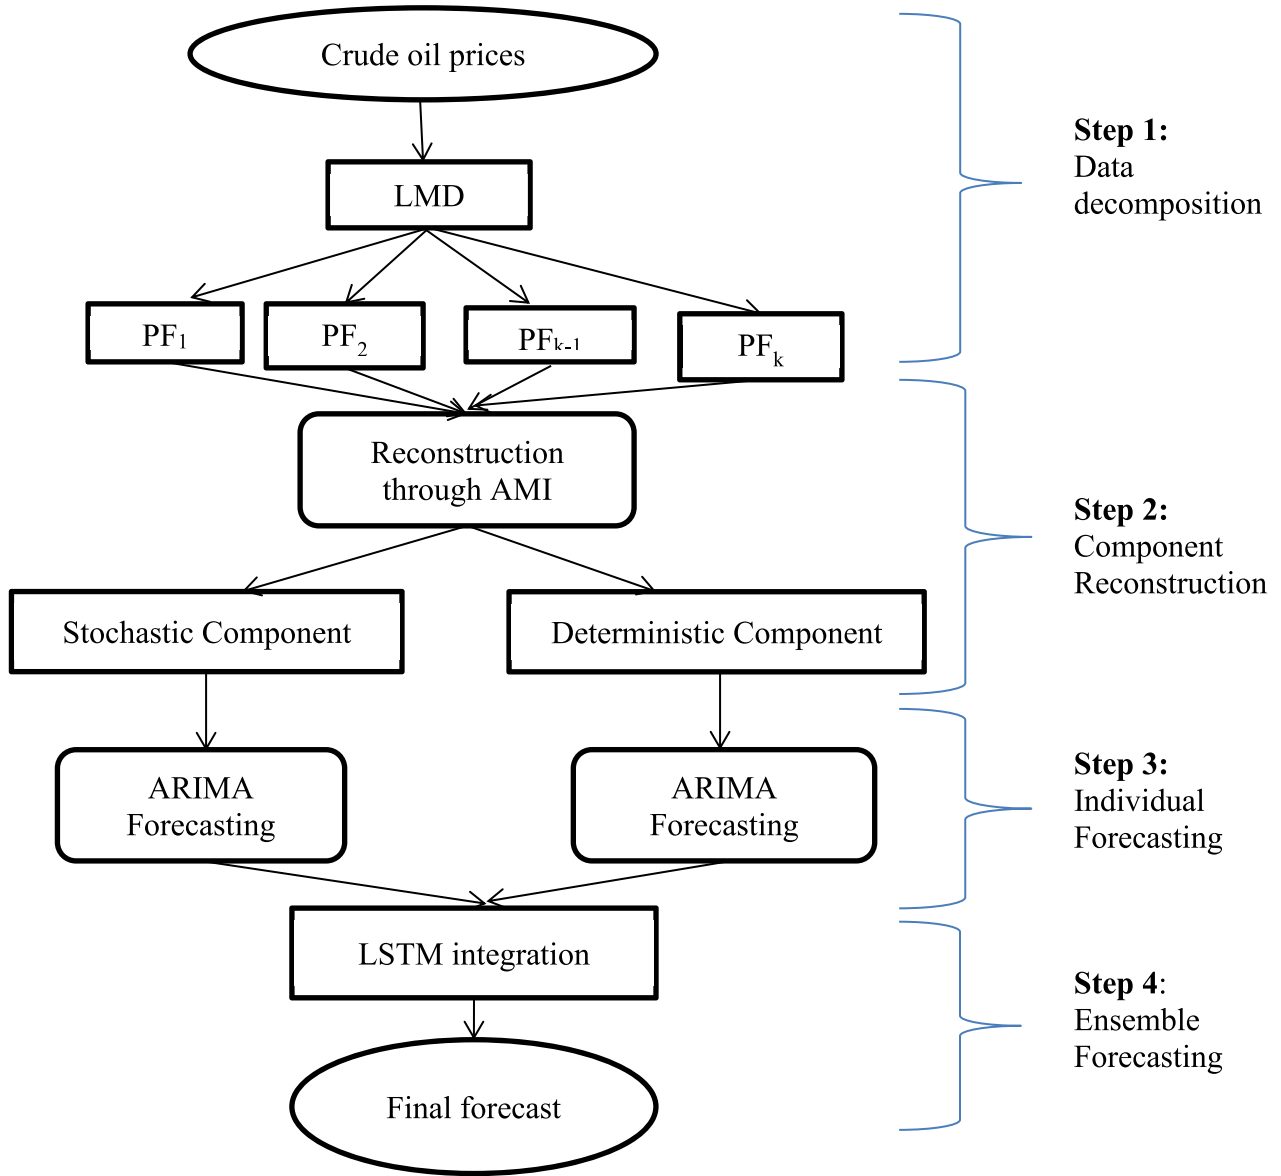 Crude oil prices
Step 1:
Data
decomposition
LMD
PF1
PF2
PFk-1
PFk
Reconstruction
through AMI
Step 2:
Component
Reconstruction
Stochastic Component
Deterministic Component
ARIMA
Forecasting
ARIMA
Forecasting
Step 3:
Individual
Forecasting
LSTM integration
Step 4:
Ensemble
Forecasting
Final forecast